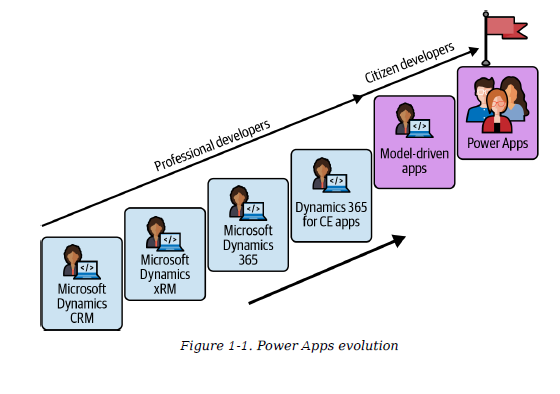 Citizen developers
Professional developers
</>
Power Apps
</>
Model-driven
apps
</>
Dynamics 365
for CE apps
</>
Microsoft
Dynamics
365
</>
Microsoft
Dynamics
xRM
</>
Microsoft
Dynamics
CRM
Figure 1-1. Power Apps evolution